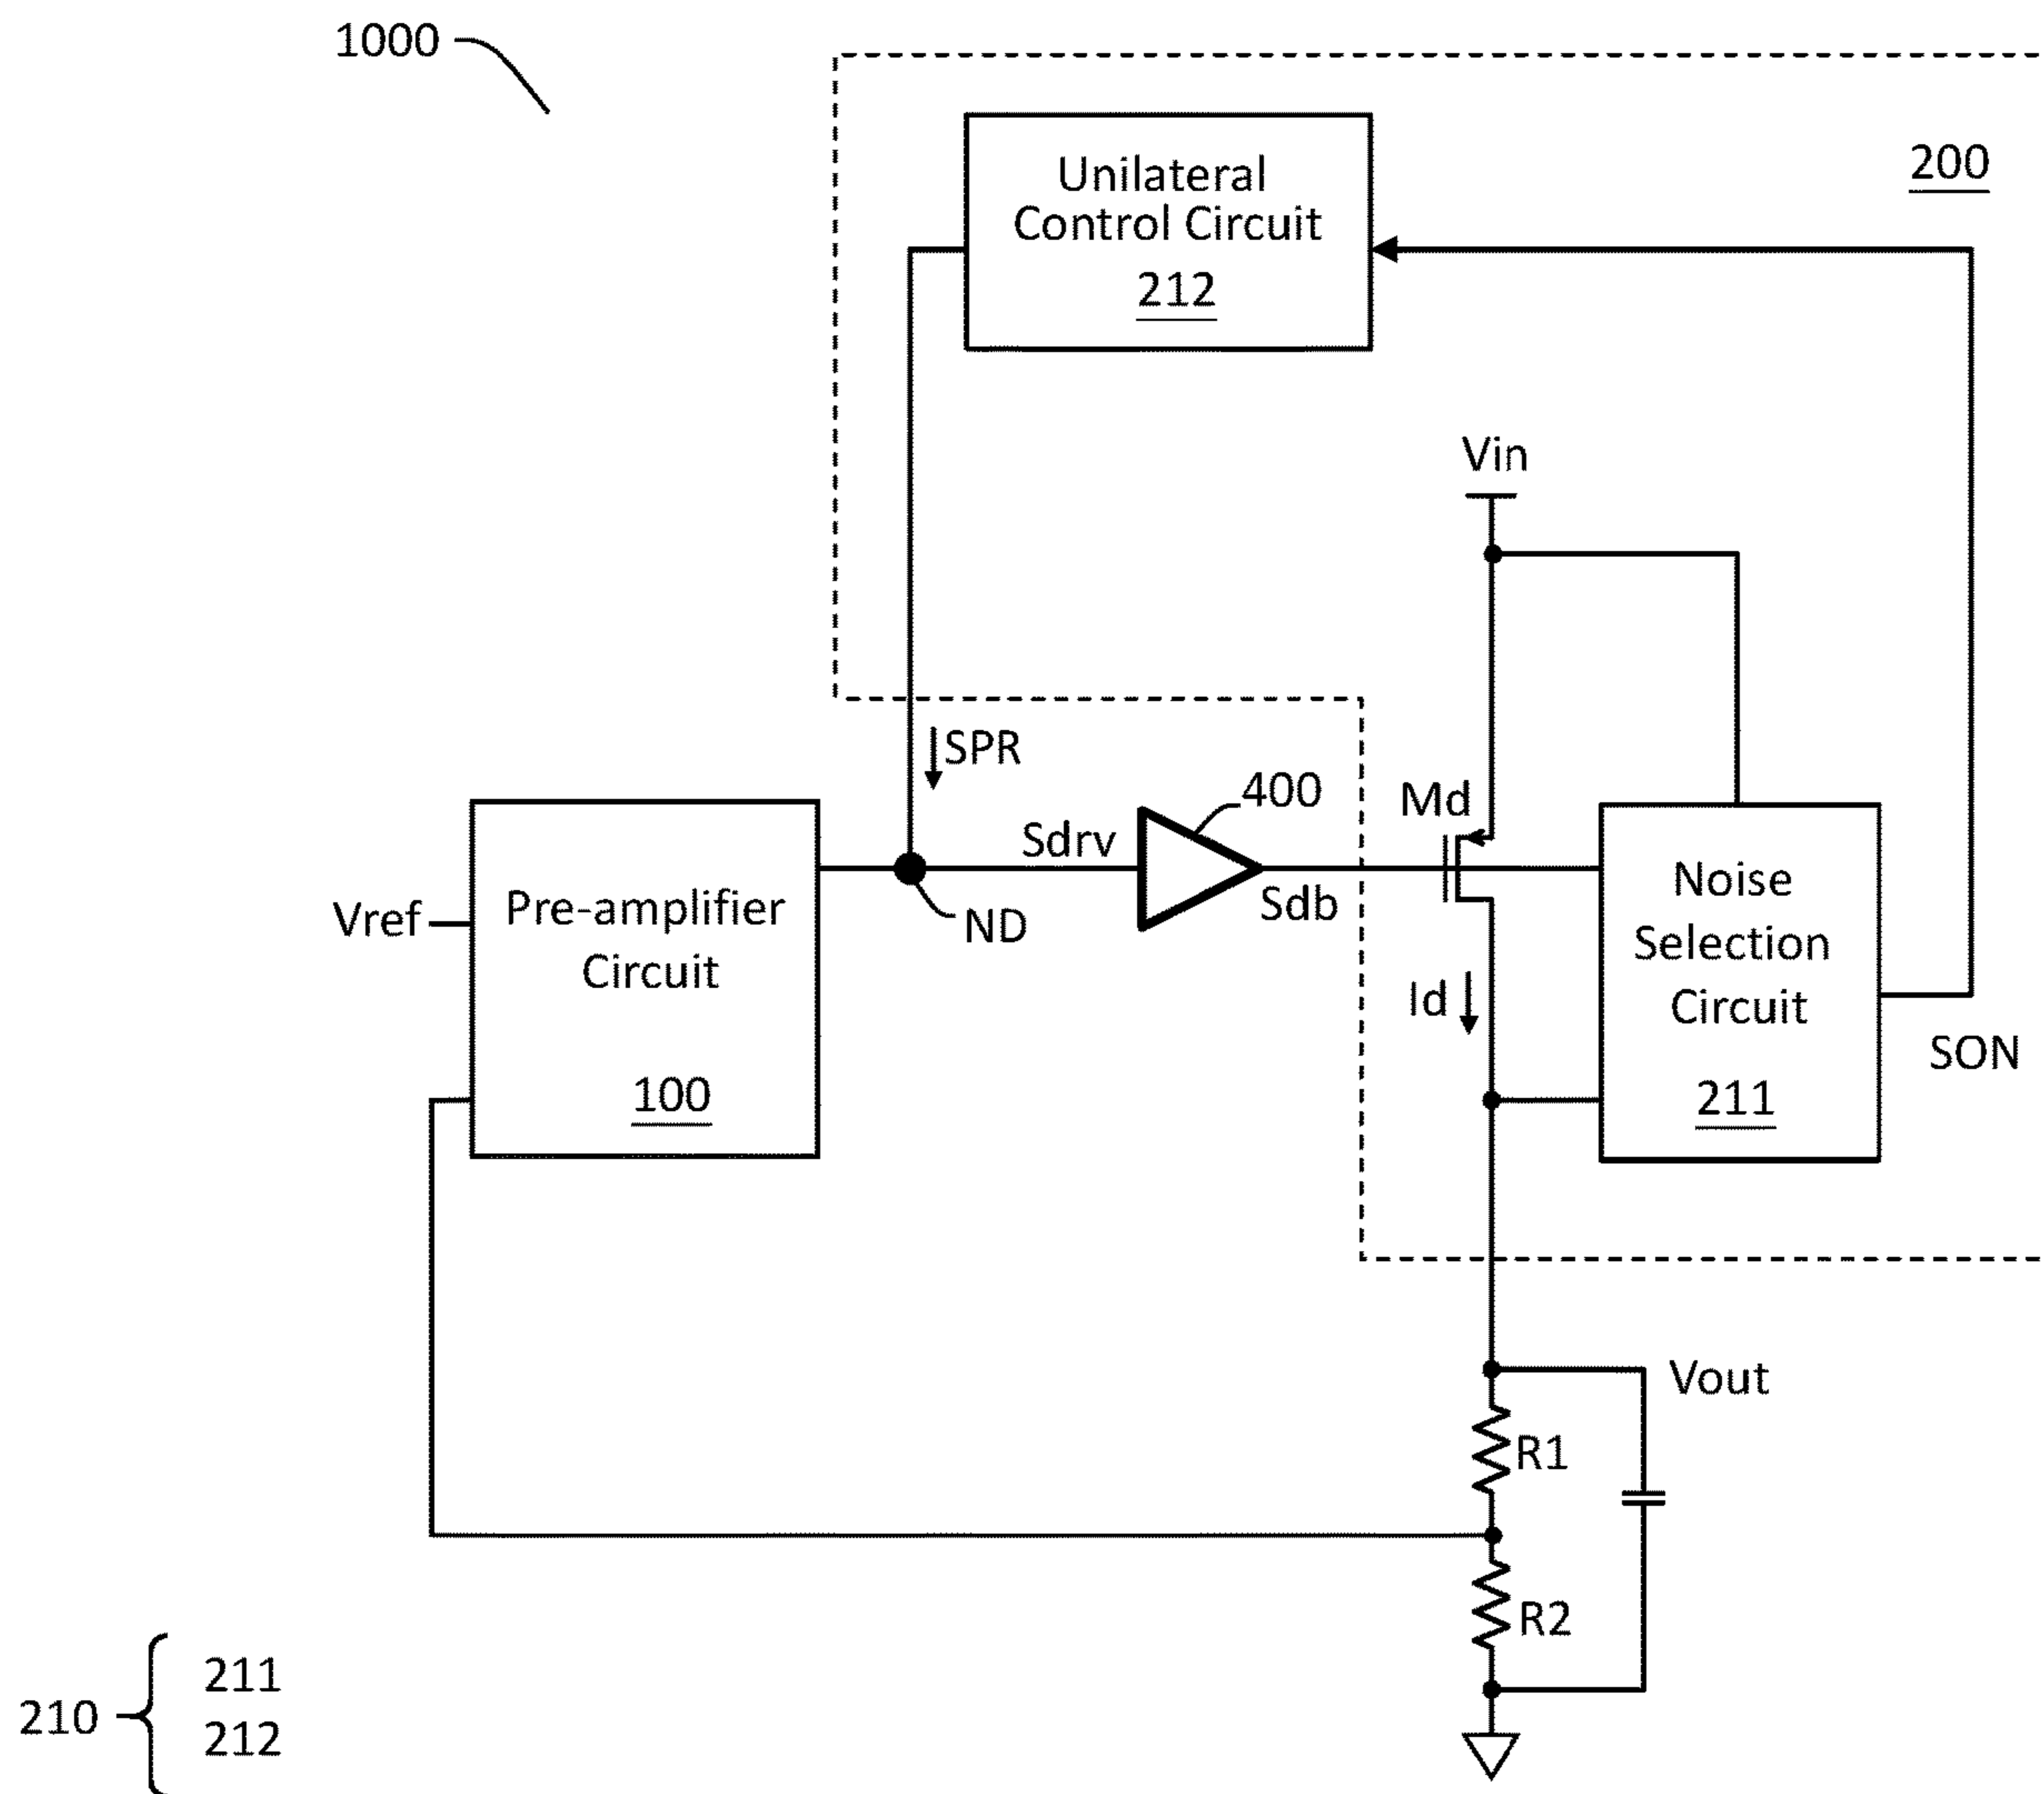 1000
Unilateral
Control Circuit
212
200
Vin
SPR
400
Md
Sdrv
Sdb
ND
Vref
Pre-amplifier
Circuit
100
Id
Noise
Selection
Circuit
211
SON
Vout
R1
R2
210
211
212